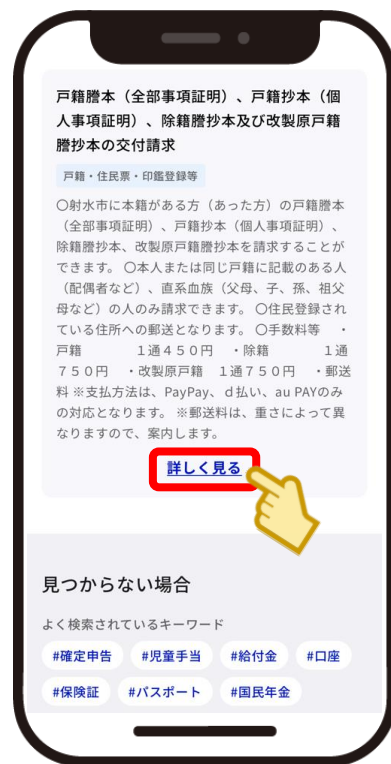 戸籍謄本（全部事項証明）、戸籍抄本（個
人事項証明）、除籍謄抄本及び改製原戸籍
謄抄本の交付請求
戸籍・住民票・印鑑登録等
〇射水市に本籍がある方（あった方）の戸籍謄本
（全部事項証明）、戸籍抄本（個人事項証明）、
除籍謄抄本、改製原戸籍謄抄本を請求することが
できます。 〇本人または同じ戸籍に記載のある人
（配偶者など）、直系血族（父母、子、孫、祖父
母など）の人のみ請求できます。 〇住民登録され
ている住所への郵送となります。 〇手数料等　・
戸籍　　　１通４５０円　・除籍　　　１通
７５０円　・改製原戸籍　１通７５０円　・郵送
料 ※支払方法は、PayPay、ｄ払い、au PAYのみ
の対応となります。 ※郵送料は、重さによって異
なりますので、案内します。
詳しく見る
見つからない場合
よく検索されているキーワード
#確定申告 #児童手当 #給付金 #口座
#保険証 #パスポート #国民年金